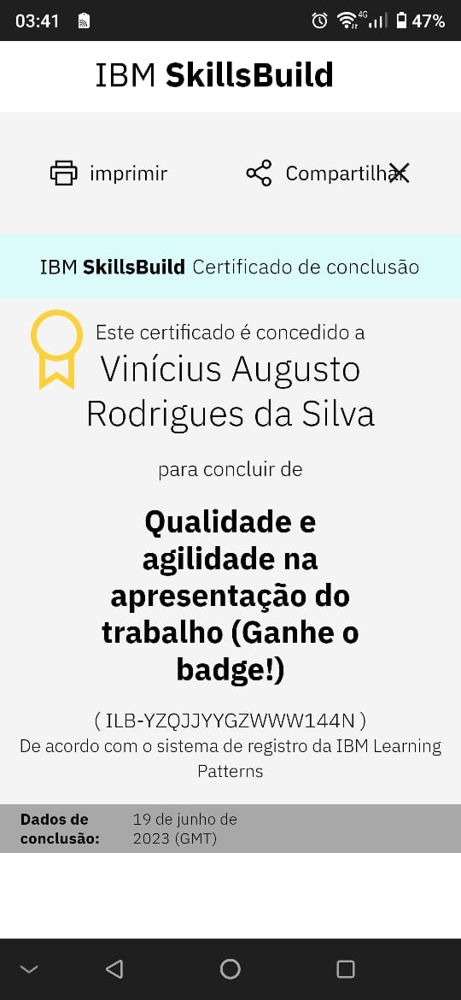 03:41 4G 47%
IBM SkillsBuild
imprimir Compartilhar
IBM SkillsBuild Certificado de conclusão
Este certificado é concedido a
Vinícius Augusto
Rodrigues da Silva
para concluir de
Qualidade e
agilidade na
apresentação do
trabalho (Ganhe o
badge!)
( ILB-YZQJJYYGZWWW144N )
De acordo com o sistema de registro da IBM Learning
Patterns
Dados de
conclusão:
19 de junho de
2023 (GMT)